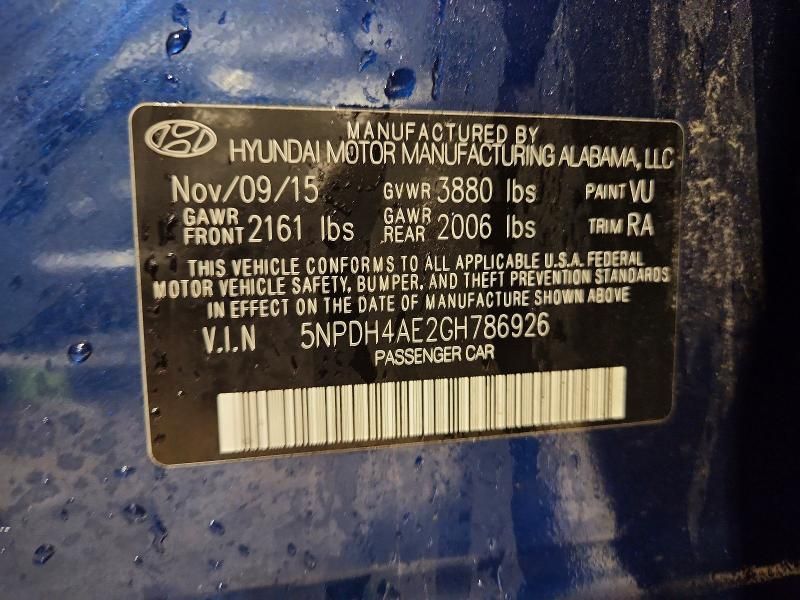 MANUFACTURED BY
HYUNDAI MOTOR MANUFACTURING ALABAMA, LLC
Nov/09/15 GVWR 3880 lbs PAINT VU
GAWR FRONT 2161 lbs GAWR REAR 2006 lbs TRIM RA
THIS VEHICLE CONFORMS TO ALL APPLICABLE U.S.A. FEDERAL
MOTOR VEHICLE SAFETY, BUMPER, AND THEFT PREVENTION STANDARDS
IN EFFECT ON THE DATE OF MANUFACTURE SHOWN ABOVE
V.I.N 5NPDH4AE2GH786926
PASSENGER CAR